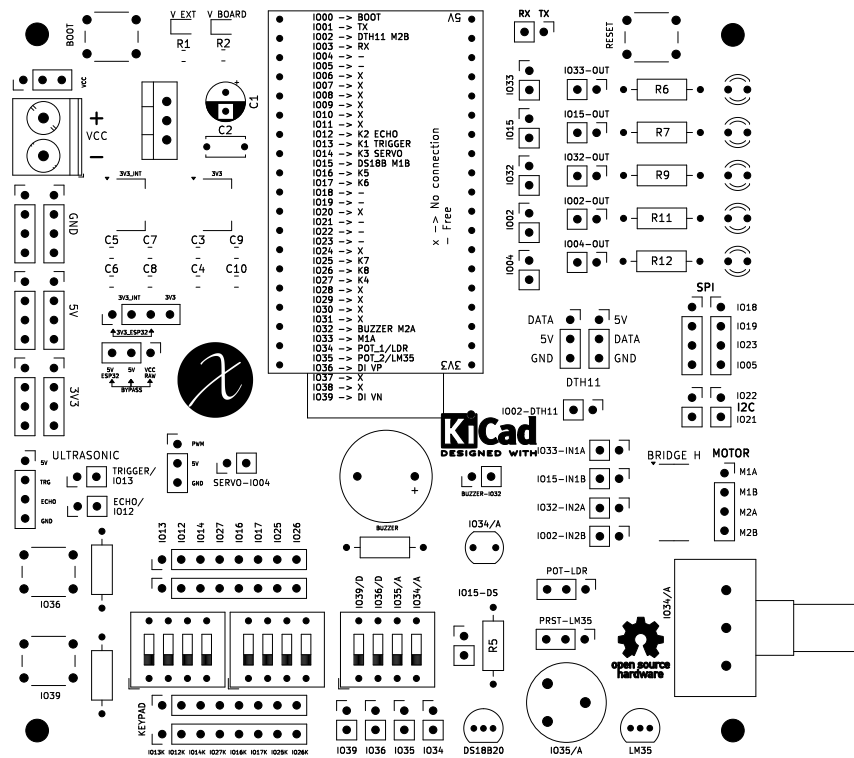 V_EXT
V_BOARD
R1
R2
BOOT
VCC
+
VCC
-
C1
C2
3V3_INT
3V3
GND
C5
C7
C3
C9
C6
C8
C4
C10
5V
3V3_INT
3V3
3V3_ESP32
5V
ESP32
5V
VCC
RAW
BYPASS
3V3
IO00 -> BOOT
IO01 -> TX
IO02 -> DTH11 M2B
IO03 -> RX
IO04 -> -
IO05 -> -
IO06 -> X
IO07 -> X
IO08 -> X
IO09 -> X
IO10 -> X
IO11 -> X
IO12 -> K2 ECHO
IO13 -> K1 TRIGGER
IO14 -> K3 SERVO
IO15 -> DS18B M1B
IO16 -> K5
IO17 -> K6
IO18 -> -
IO19 -> -
IO20 -> X
IO21 -> -
IO22 -> -
IO23 -> -
IO24 -> X
IO25 -> K7
IO26 -> K8
IO27 -> K4
IO28 -> X
IO29 -> X
IO30 -> X
IO31 -> X
IO32 -> BUZZER M2A
IO33 -> M1A
IO34 -> POT_1/LDR
IO35 -> POT_2/LM35
IO36 -> DI VP
IO37 -> X
IO38 -> X
IO39 -> DI VN
5V
3V3
x -> No connection
- Free
RX TX
RESET
IO33
IO33-OUT
R6
IO15
IO15-OUT
R7
IO32
IO32-OUT
R9
IO02
IO02-OUT
R11
IO04
IO04-OUT
R12
SPI
IO18
IO19
IO23
IO05
DATA
5V
GND
5V
DATA
GND
DTH11
IO22
I2C
IO21
IO02-DTH11
KiCad
DESIGNED WITH
IO33-IN1A
IO15-IN1B
IO32-IN2A
IO02-IN2B
BRIDGE H
MOTOR
M1A
M1B
M2A
M2B
ULTRASONIC
5V
TRG
ECHO
GND
TRIGGER/
IO13
ECHO/
IO12
PWM
5V
GND
SERVO-IO04
+
BUZZER
BUZZER-IO32
IO34/A
IO13
IO12
IO14
IO27
IO16
IO17
IO25
IO26
IO36
IO39
IO39/D
IO36/D
IO35/A
IO34/A
IO15-DS
R5
POT-LDR
PRST-LM35
open source
hardware
IO34/A
KEYPAD
IO13K
IO12K
IO14K
IO27K
IO16K
IO17K
IO25K
IO26K
IO39
IO36
IO35
IO34
DS18B20
IO35/A
LM35